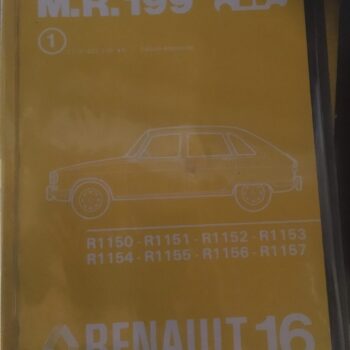 M.R. 199
1
R1150 - R1151 - R1152 - R1153
R1154 - R1155 - R1156 - R1157
RENAULT 16